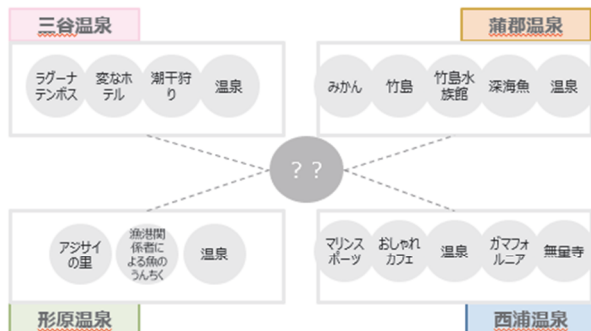 三谷温泉
蒲郡温泉
ラグーナ
テンボス
変なホ
テル
潮干狩
り
温泉
みかん
竹島
竹島水
族館
深海魚
温泉
？？
アジサイ
の里
漁港関
係者に
よる魚の
うんちく
温泉
マリンス
ポーツ
おしゃれ
カフェ
温泉
ガマフォ
ルニア
無量寺
形原温泉
西浦温泉